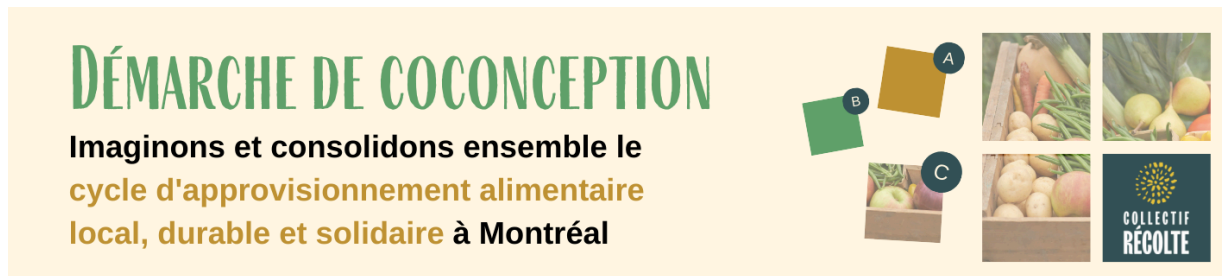 DÉMARCHE DE COCONCEPTION
Imaginons et consolidons ensemble le
cycle d'approvisionnement alimentaire
local, durable et solidaire à Montréal
A
B
C
COLLECTIF
RÉCOLTE